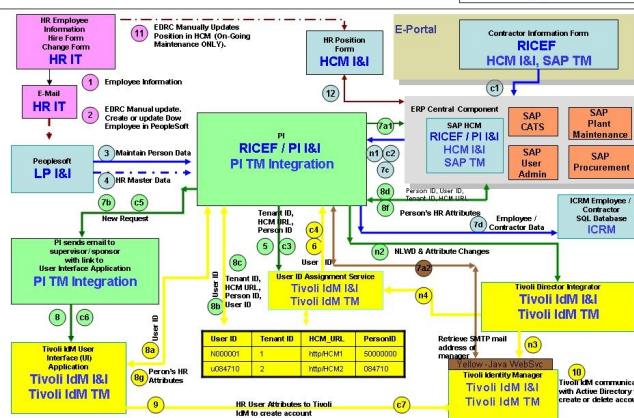 HR Employee
Information
Hire Form
Change Form
HR IT
11
EDRC Manually Updates
Position in HCM (On-Going
Maintenance ONLY).
HR Position
Form
HCM I&I
E-Portal
Contractor Information Form
RICEF
HCM I&I, SAP TM
1
Employee Information
E-Mail
HR IT
2
EDRC Manual update.
Create or update Dow
Employee in PeopleSoft
12
c1
ERP Central Component
SAP HCM
RICEF / PI I&I
HCM I&I
SAP TM
SAP
CATS
SAP
Plant
Maintenance
SAP
User
Admin
SAP
Procurement
Peoplesoft
LP I&I
3
Maintain Person Data
4
HR Master Data
PI
RICEF / PI I&I
PI TM Integration
7a1
n1
c2
7c
8d
8f
Person ID, User ID,
Tenant ID, HCM URL
Person's HR Attributes
7d
Employee /
Contractor Data
ICRM Employee /
Contractor
SQL Database
ICRM
7b
c5
New Request
PI sends email to
supervisor/sponsor
with link to
User Interface Application
PI TM Integration
User ID
8b
8c
Tenant ID,
HCM URL,
Person ID,
User ID
Tenant ID,
HCM URL,
Person ID
5
c3
c4
6
User ID
n2
NLWD & Attribute Changes
7a2
User ID Assignment Service
Tivoli IdM I&I
Tivoli IdM TM
n4
Tivoli Director Integrator
Tivoli IdM I&I
Tivoli IdM TM
8
c6
8a
User ID
8g
Peron's HR
Attributes
Tivoli IdM User
Interface (UI)
Application
Tivoli IdM I&I
Tivoli IdM TM
User ID Tenant ID HCM_URL PersonID
N000001 1 http/HCM1 50000000
u084710 2 http/HCM2 084710
Retrieve SMTP mail
address of
manager
n3
Yellow - Java WebSvc
Tivoli Identity Manager
Tivoli IdM I&I
Tivoli IdM TM
10
Tivoli IdM communica
with Active Directory
create or delete accou
9
HR User Attributes to Tivoli
IdM to create account
c7